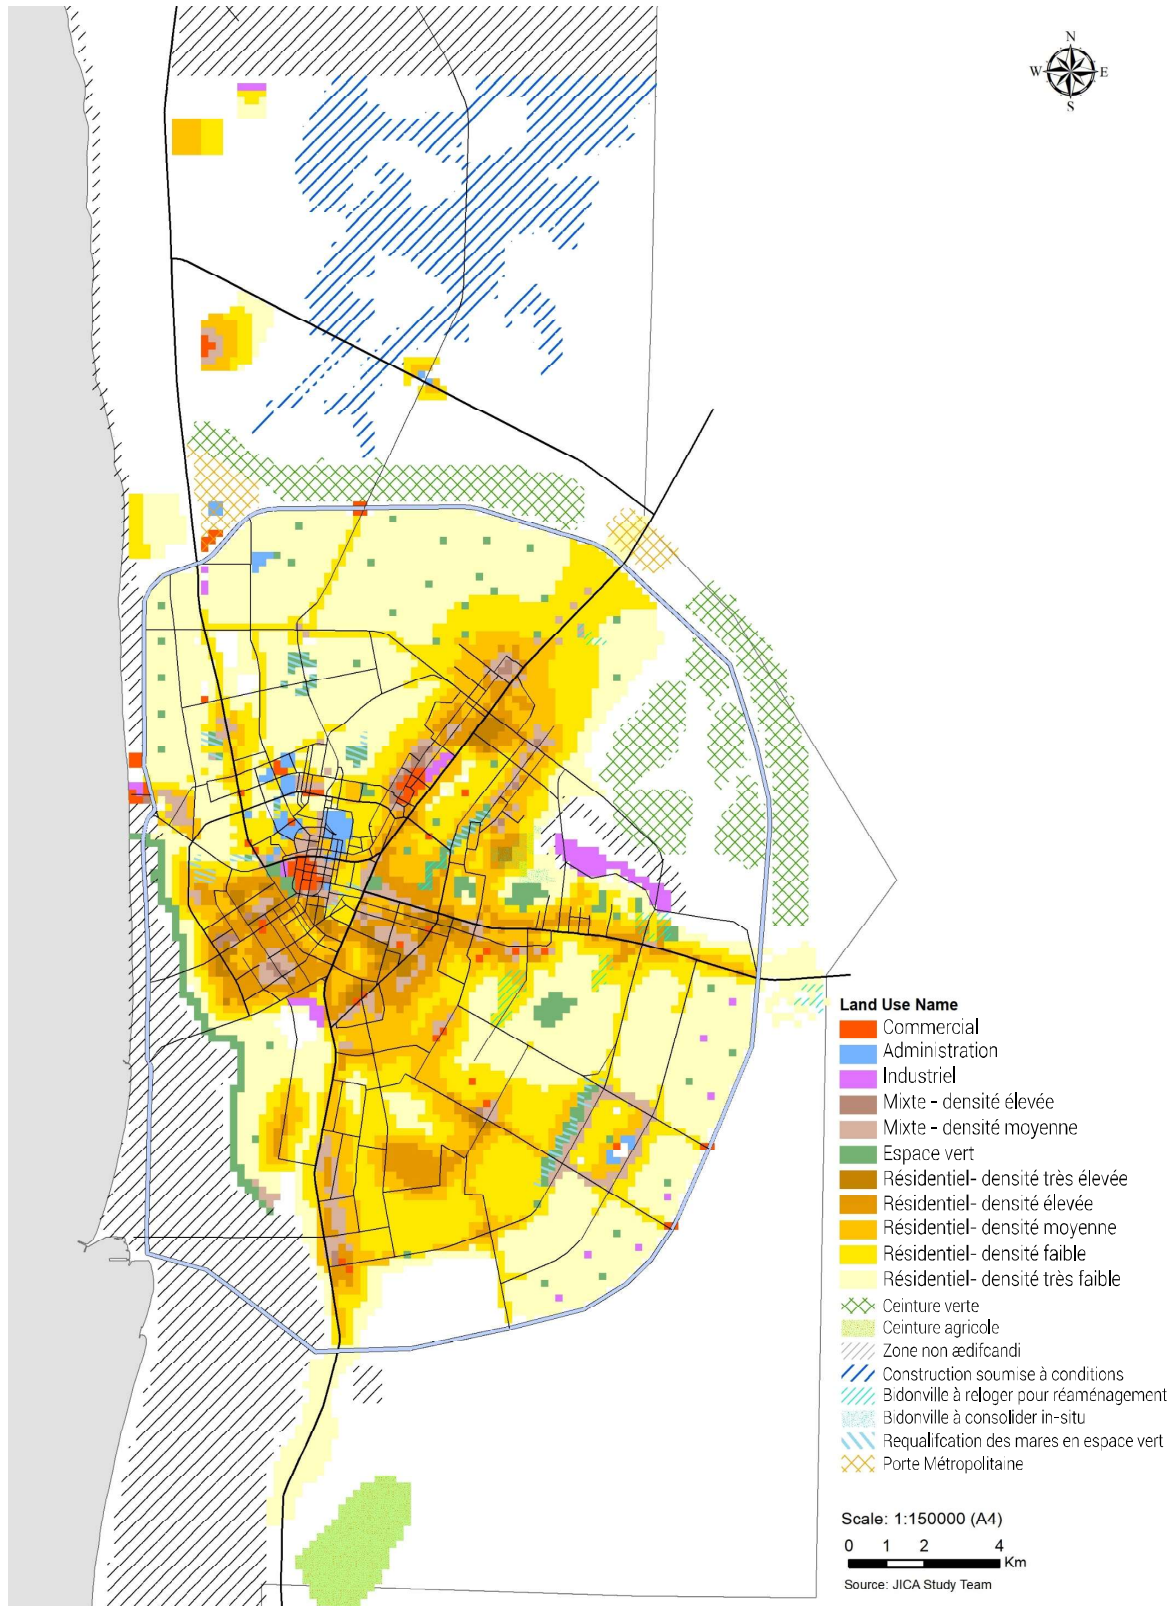 N
W E
S
Land Use Name
Commercial
Administration
Industriel
Mixte - densité élevée
Mixte - densité moyenne
Espace vert
Résidentiel- densité très élevée
Résidentiel- densité élevée
Résidentiel- densité moyenne
Résidentiel- densité faible
Résidentiel- densité très faible
Ceinture verte
Ceinture agricole
Zone non ædifcandi
Construction soumise à conditions
Bidonville à reloger pour réaménagement
Bidonville à consolider in-situ
Requalifcation des mares en espace vert
Porte Métropolitaine
Scale: 1:150000 (A4)
0 1 2 4
Km
Source: JICA Study Team